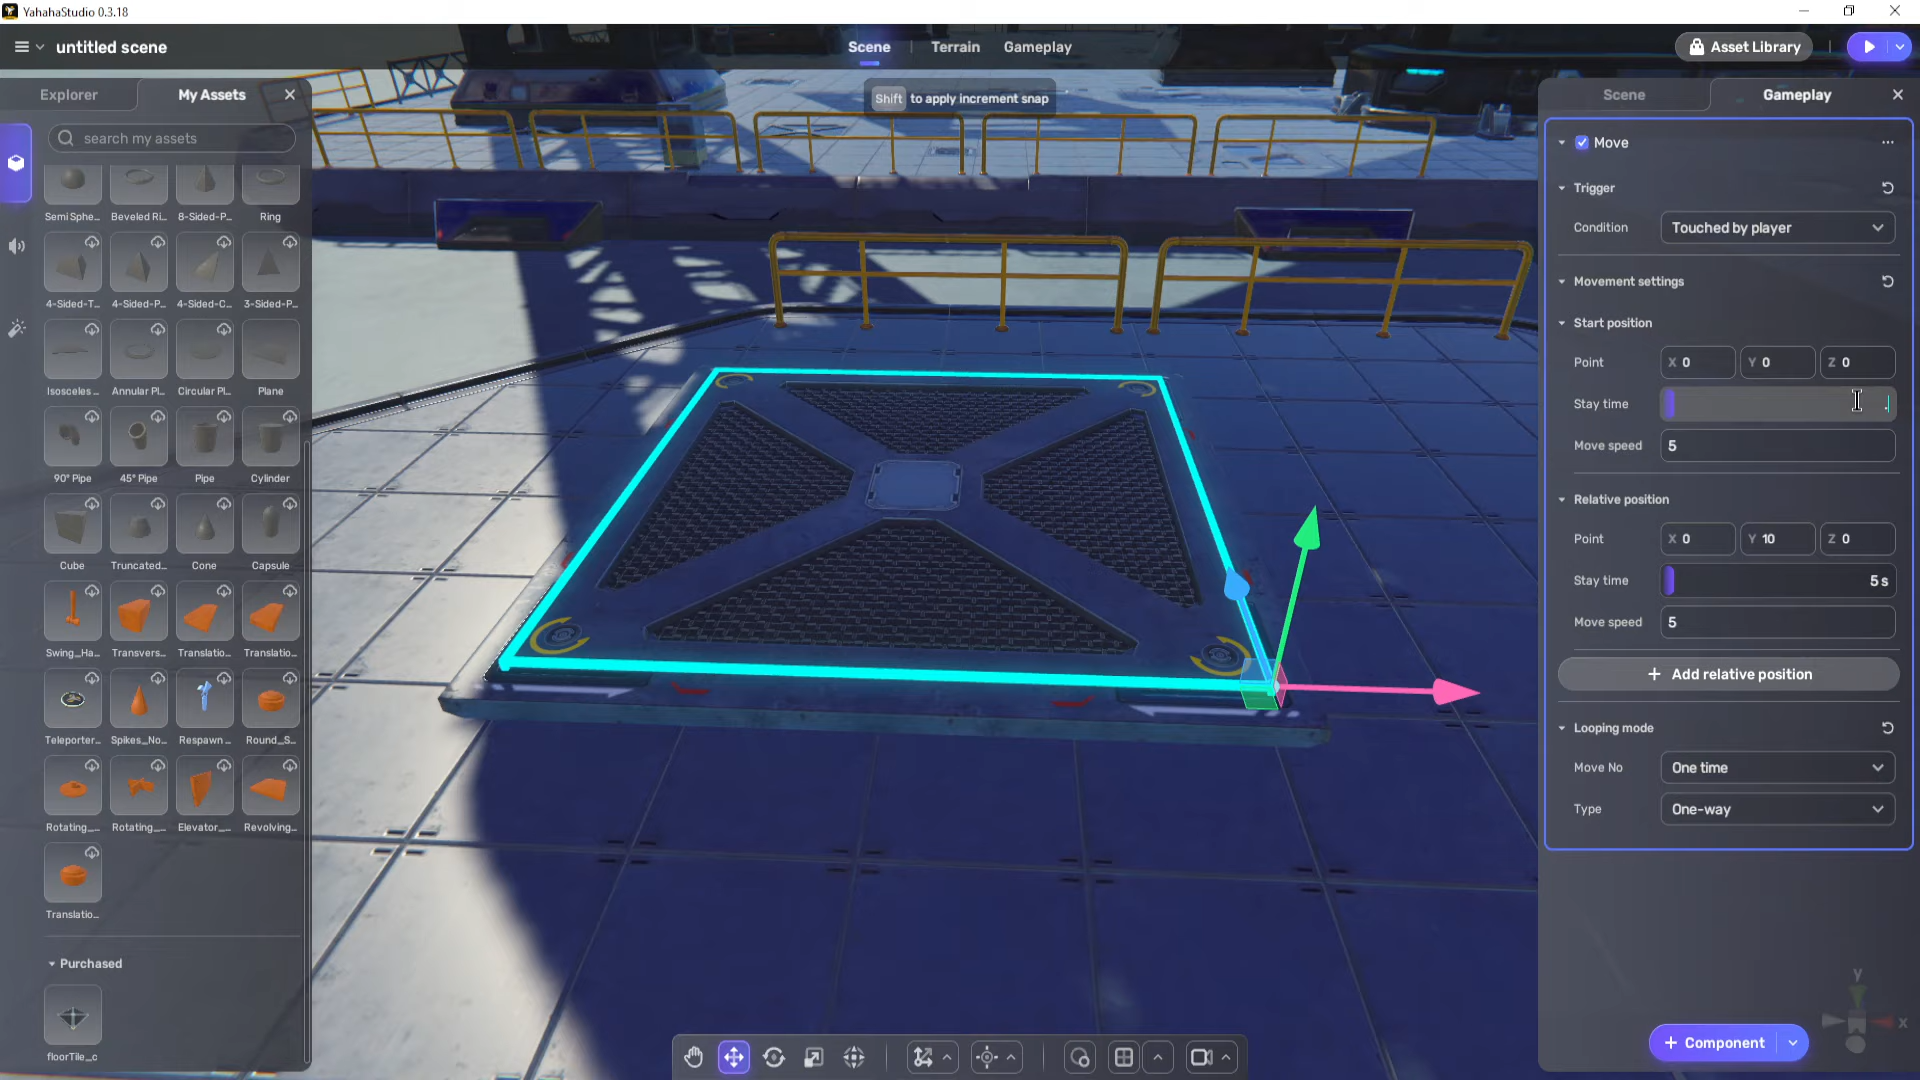 YahahaStudio 0.3.18
untitled scene
Scene
Terrain
Gameplay
Asset Library
Explorer
My Assets
Shift to apply increment snap
Scene
Gameplay
search my assets
Semi Sphe...
Beveled Ri...
8-Sided-P...
Ring
4-Sided-T...
4-Sided-P...
4-Sided-C...
3-Sided-P...
Isosceles ...
Annular Pl...
Circular Pl...
Plane
90° Pipe
45° Pipe
Pipe
Cylinder
Cube
Truncated...
Cone
Capsule
Swing_Ha...
Transvers...
Translatio...
Translatio...
Teleporter...
Spikes_No...
Respawn ...
Round_S...
Rotating_...
Rotating_...
Elevator_...
Revolving...
Translatio...
Purchased
floorTile_c
Move
Trigger
Condition
Touched by player
Movement settings
Start position
Point
X 0
Y 0
Z 0
Stay time
.
Move speed
5
Relative position
Point
X 0
Y 10
Z 0
Stay time
5 s
Move speed
5
+ Add relative position
Looping mode
Move No
One time
Type
One-way
+ Component
Y
X